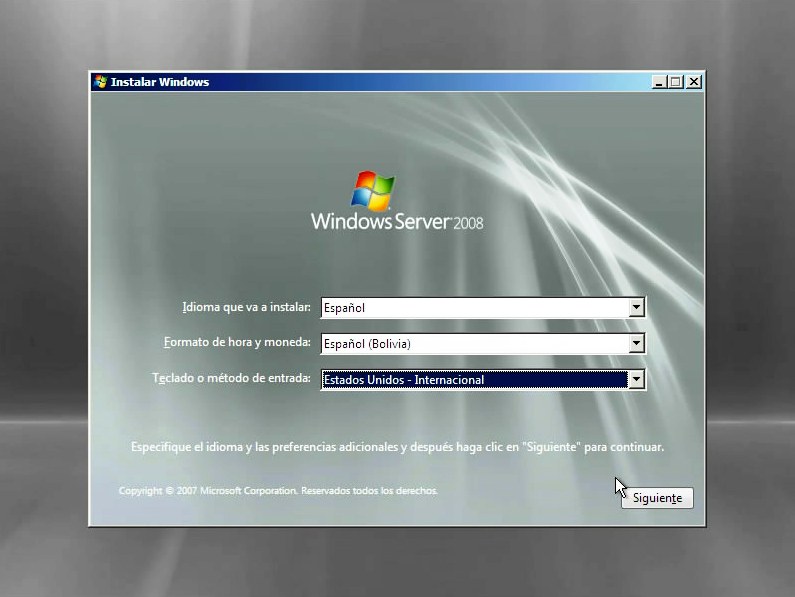 Instalar Windows
Windows Server 2008
Idioma que va a instalar: Español
Formato de hora y moneda: Español (Bolivia)
Teclado o método de entrada: Estados Unidos - Internacional
Especifique el idioma y las preferencias adicionales y después haga clic en "Siguiente" para continuar.
Copyright © 2007 Microsoft Corporation. Reservados todos los derechos.
Siguiente